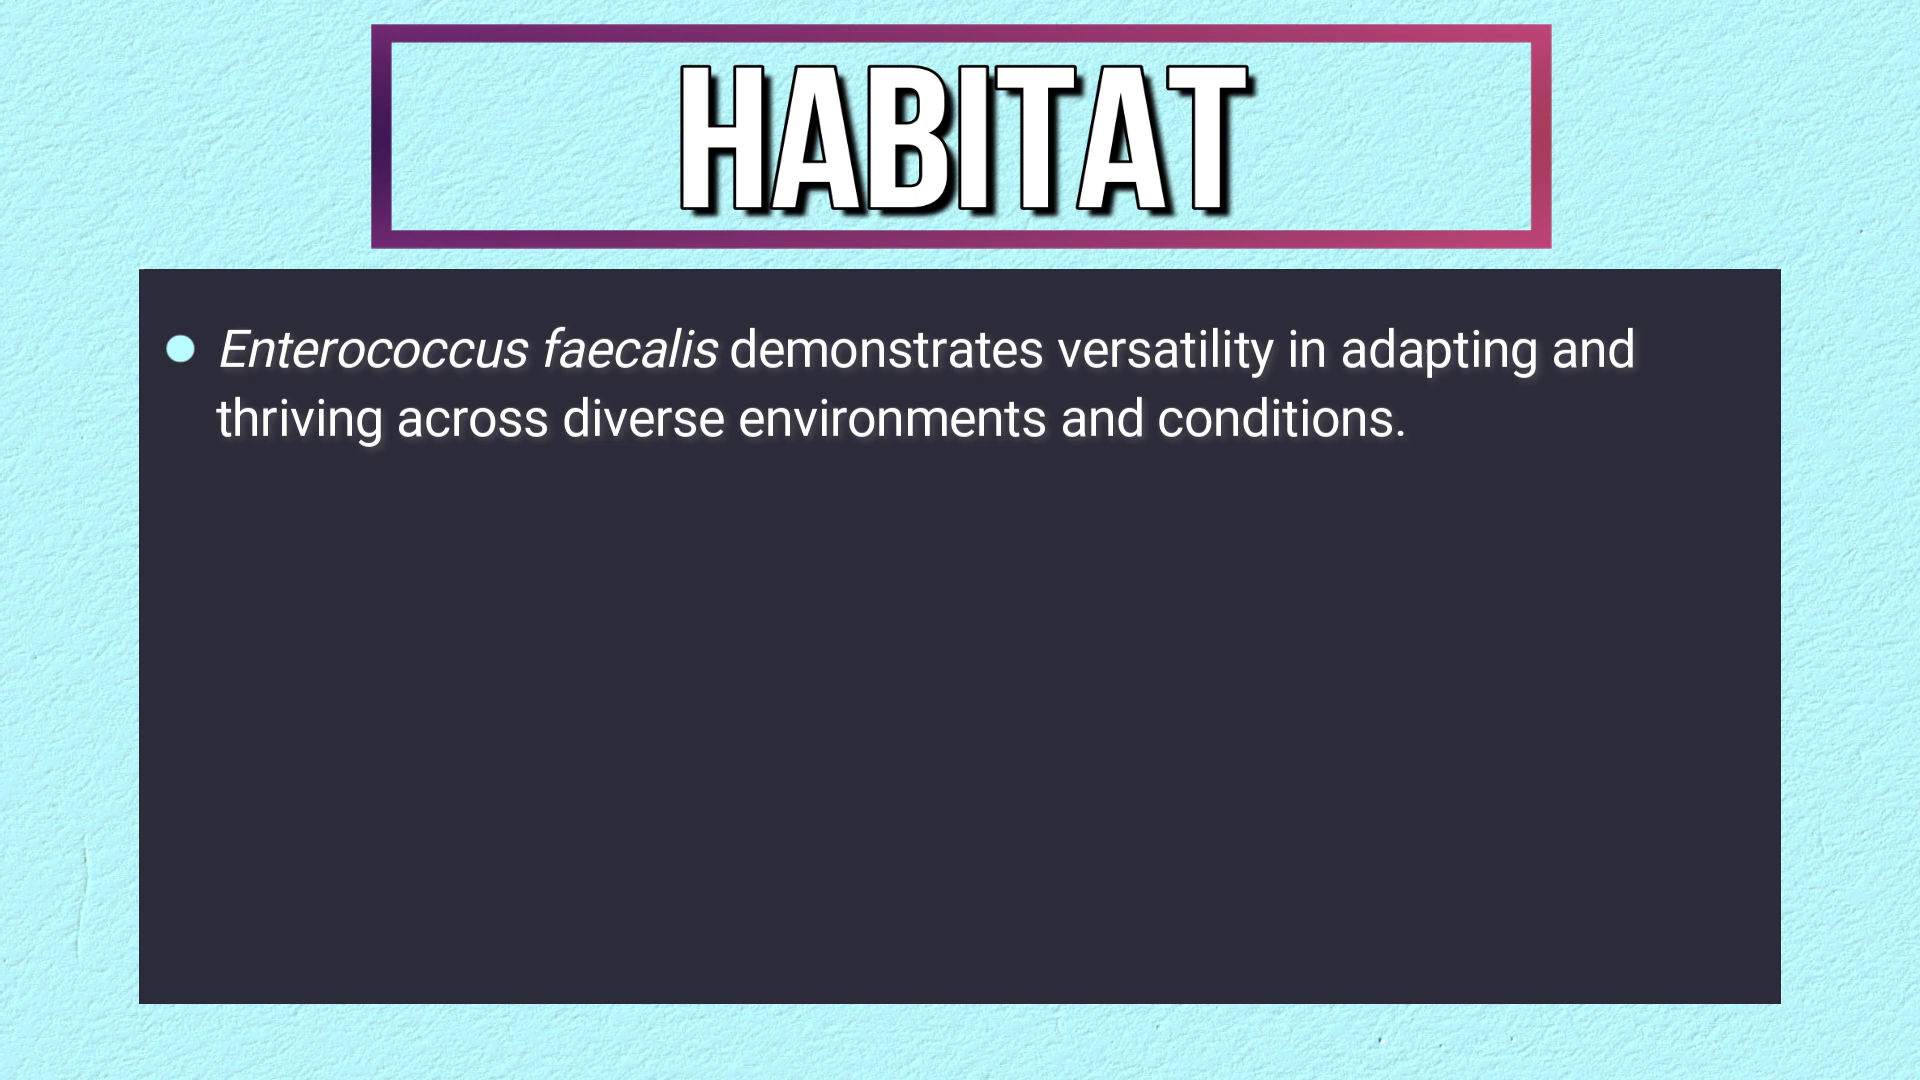 HABITAT
Enterococcus faecalis demonstrates versatility in adapting and
thriving across diverse environments and conditions.